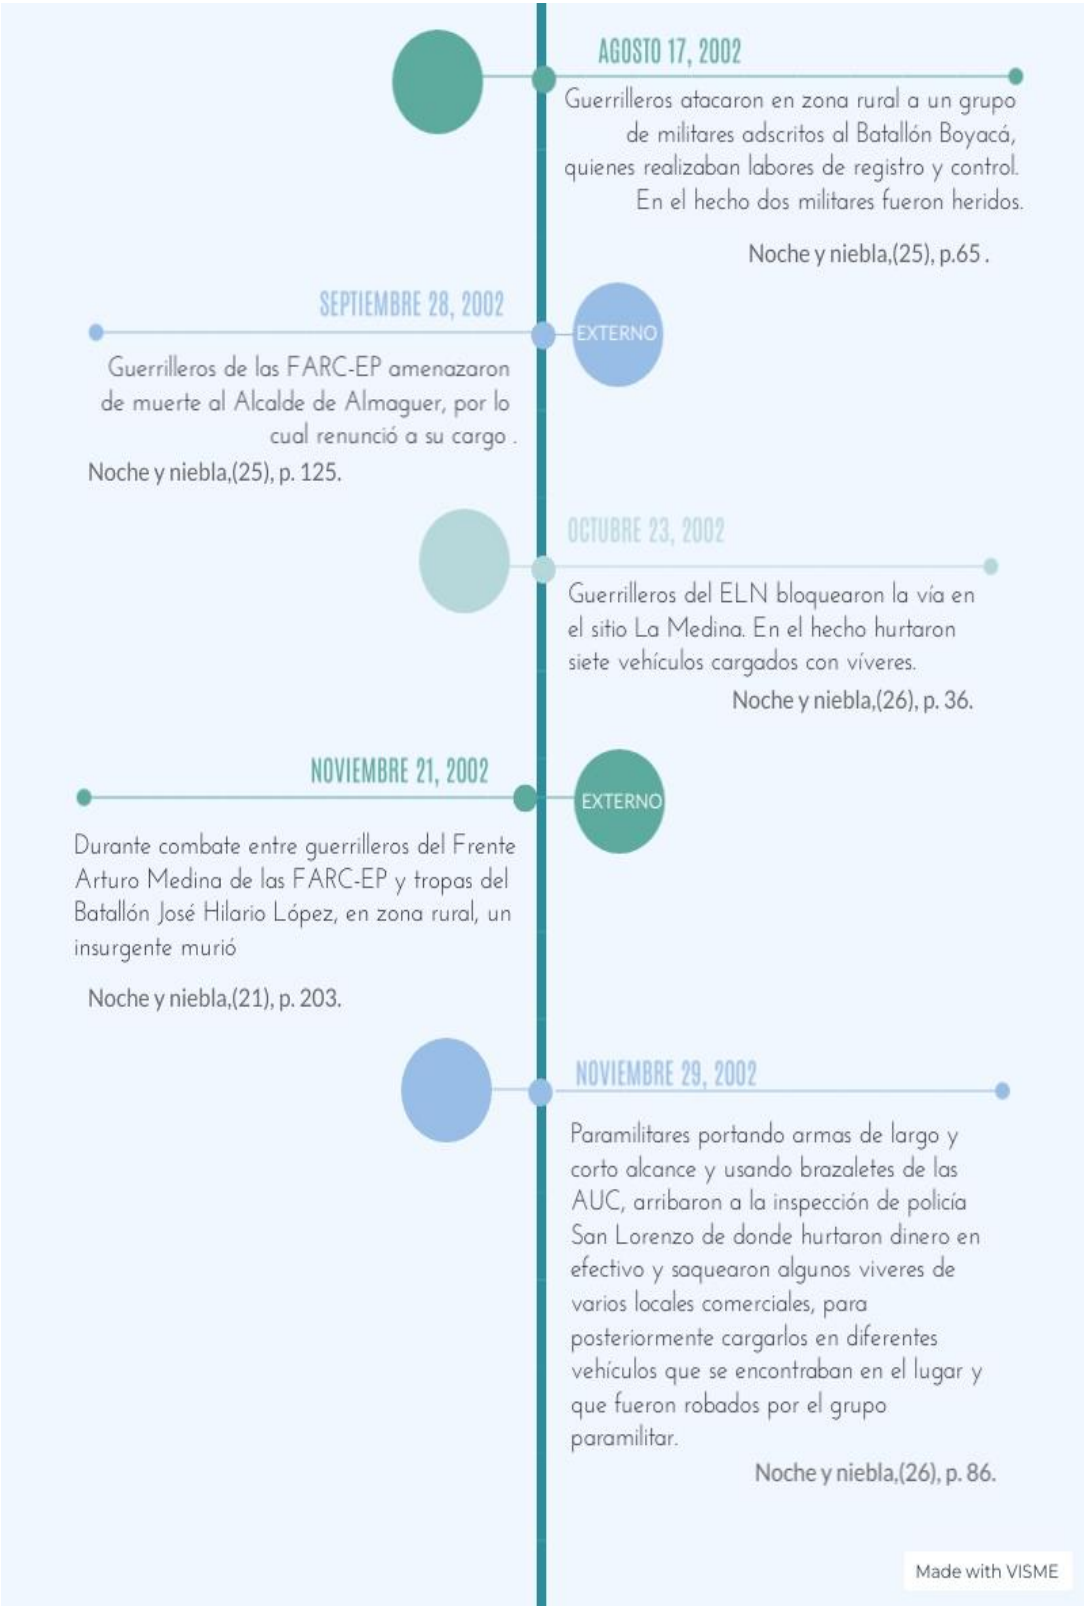 AGOSTO 17, 2002
Guerrilleros atacaron en zona rural a un grupo
de militares adscritos al Batallón Boyacá,
quienes realizaban labores de registro y control.
En el hecho dos militares fueron heridos.
Noche y niebla,(25), p.65 .
SEPTIEMBRE 28, 2002
EXTERNO
Guerrilleros de las FARC-EP amenazaron
de muerte al Alcalde de Almaguer, por lo
cual renunció a su cargo .
Noche y niebla,(25), p. 125.
OCTUBRE 23, 2002
Guerrilleros del ELN bloquearon la vía en
el sitio La Medina. En el hecho hurtaron
siete vehículos cargados con víveres.
Noche y niebla,(26), p. 36.
NOVIEMBRE 21, 2002
EXTERNO
Durante combate entre guerrilleros del Frente
Arturo Medina de las FARC-EP y tropas del
Batallón José Hilario López, en zona rural, un
insurgente murió
Noche y niebla,(21), p. 203.
NOVIEMBRE 29, 2002
Paramilitares portando armas de largo y
corto alcance y usando brazaletes de las
AUC, arribaron a la inspección de policía
San Lorenzo de donde hurtaron dinero en
efectivo y saquearon algunos viveres de
varios locales comerciales, para
posteriormente cargarlos en diferentes
vehículos que se encontraban en el lugar y
que fueron robados por el grupo
paramilitar.
Noche y niebla,(26), p. 86.
Made with VISME